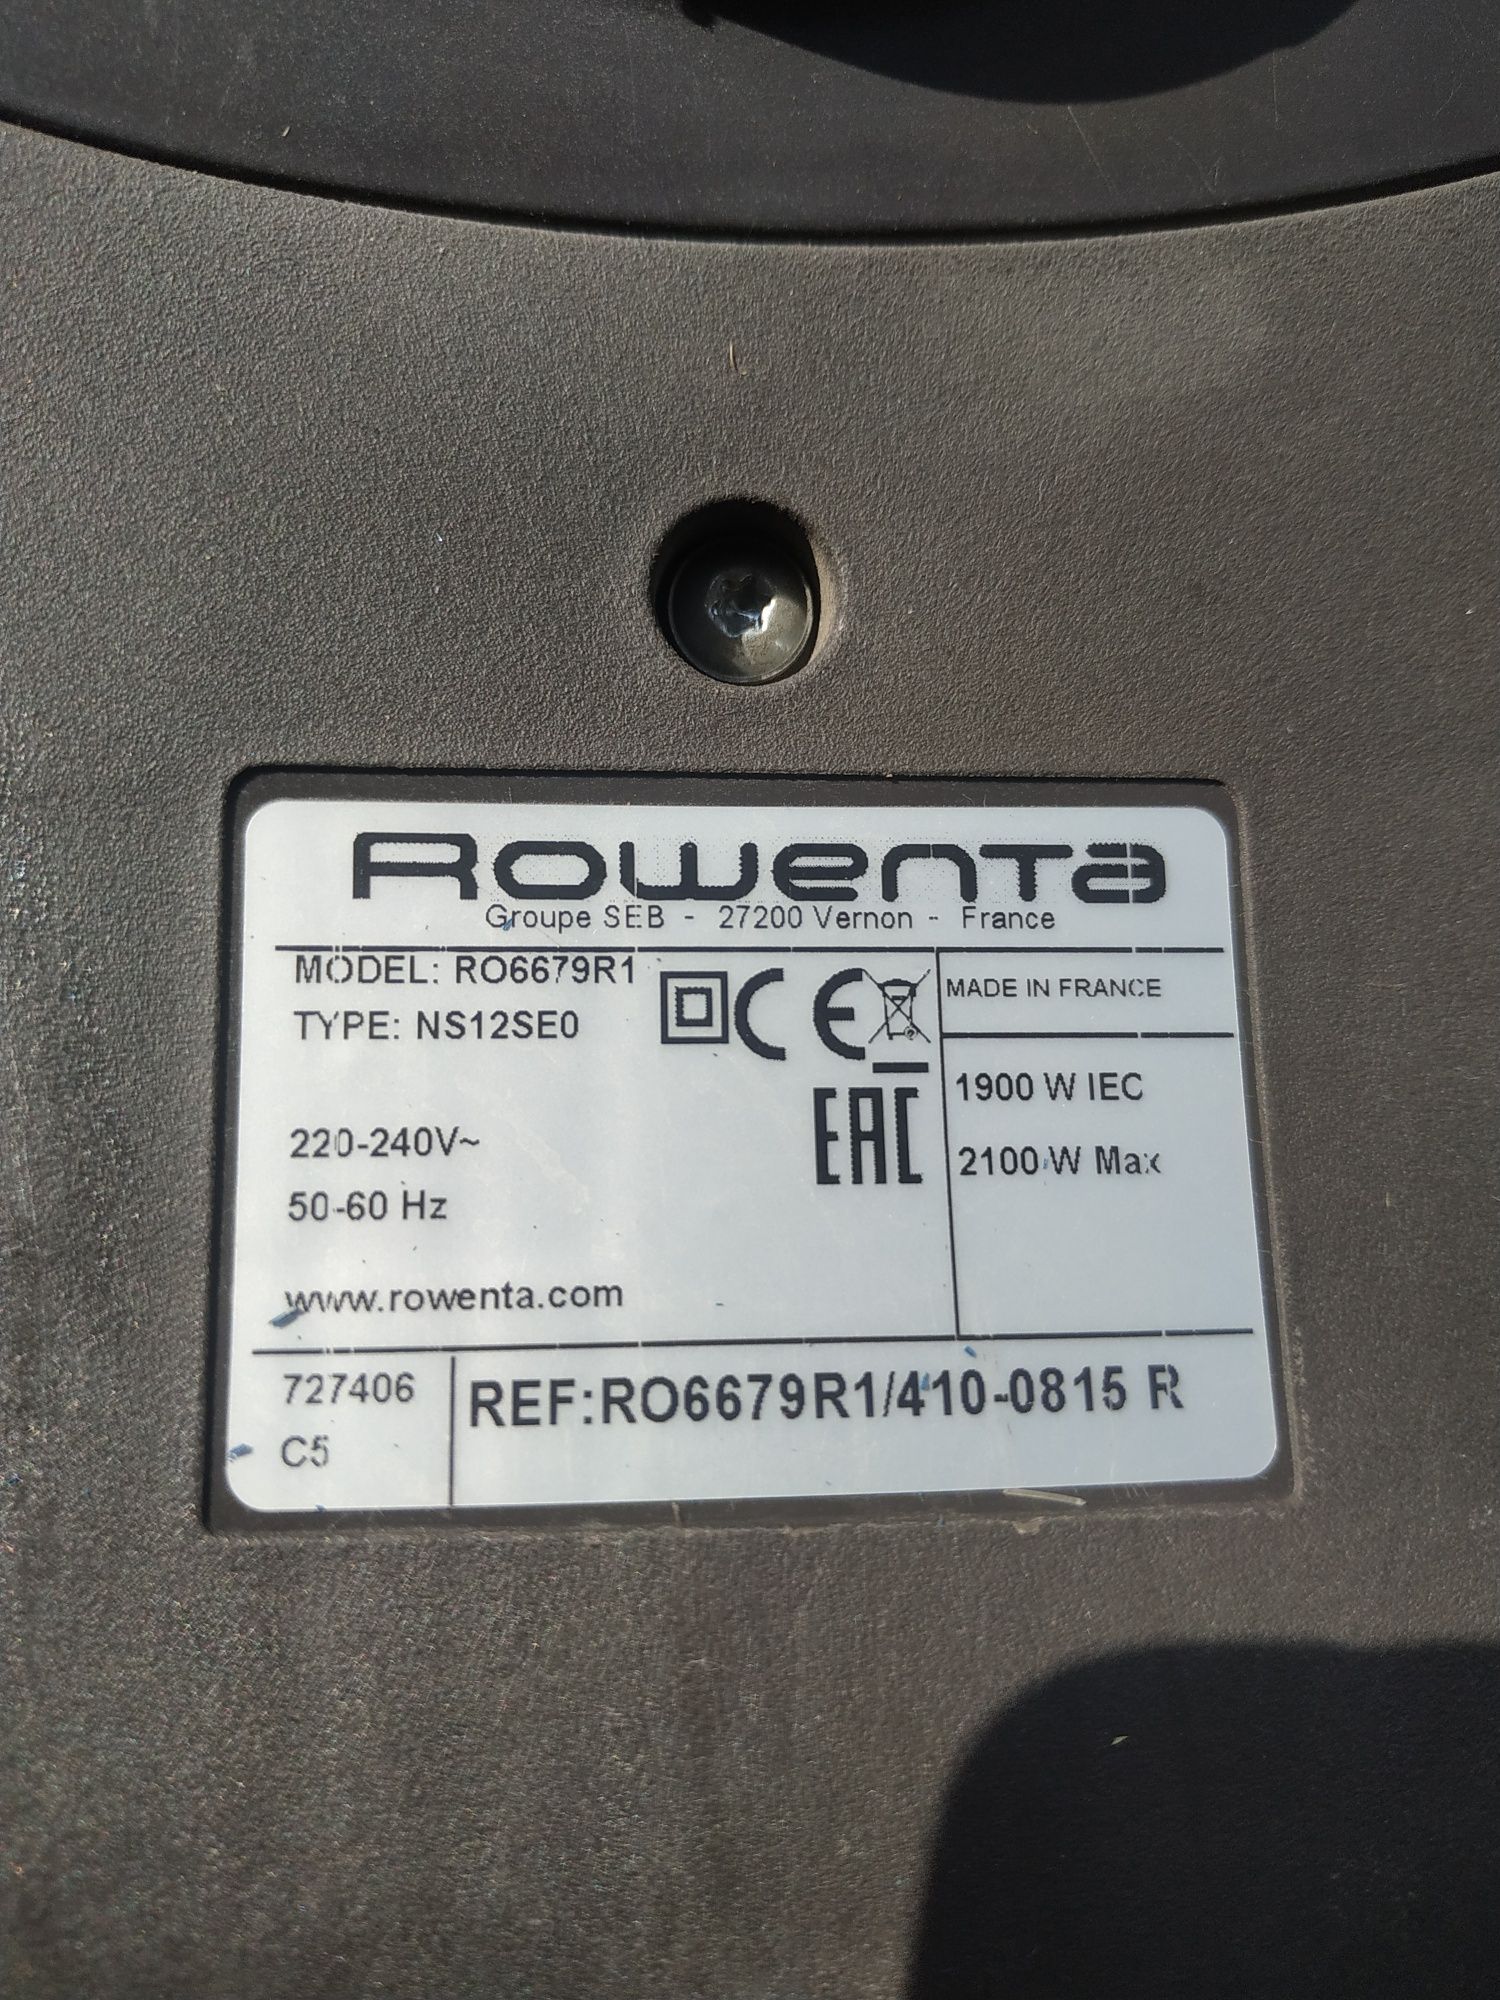 Rowenta
Groupe SEB - 27200 Vernon - France
MODEL: RO6679R1
TYPE: NS12SE0
CE
MADE IN FRANCE
EAC
1900 W IEC
2100 W Max
220-240V~
50-60 Hz
www.rowenta.com
727406
C5
REF:RO6679R1/410-0815 R